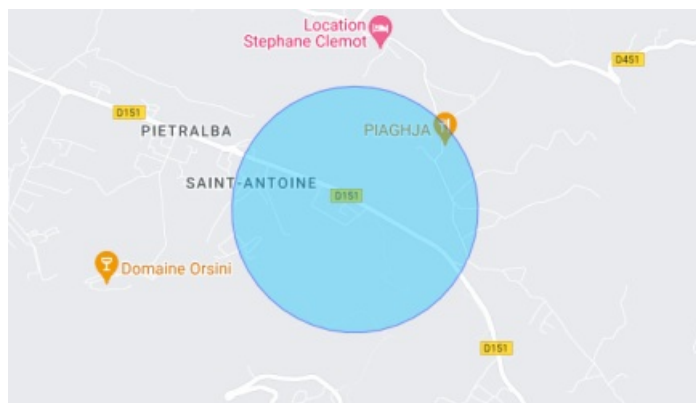 Location
Stephane Clemot
D451
D151
PIETRALBA
PIAGHJA
SAINT-ANTOINE
D151
Domaine Orsini
D151